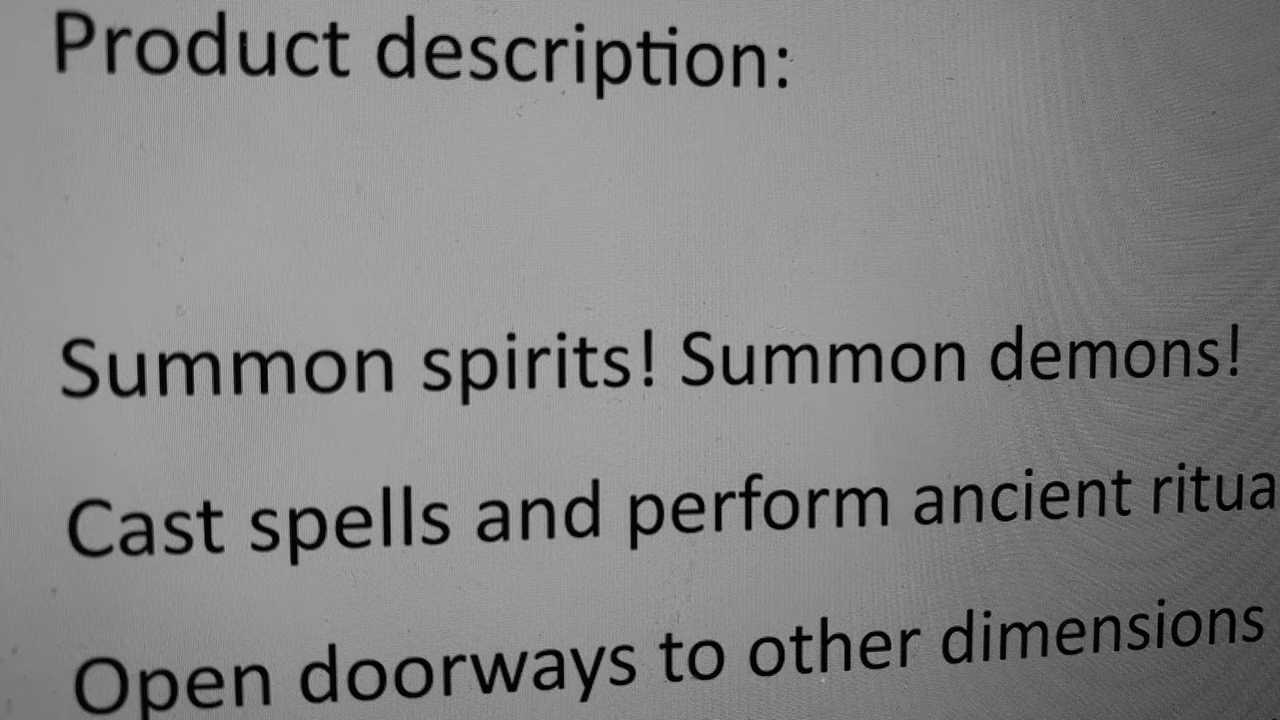 Product description:
Summon spirits! Summon demons!
Cast spells and perform ancient ritua
Open doorways to other dimensions